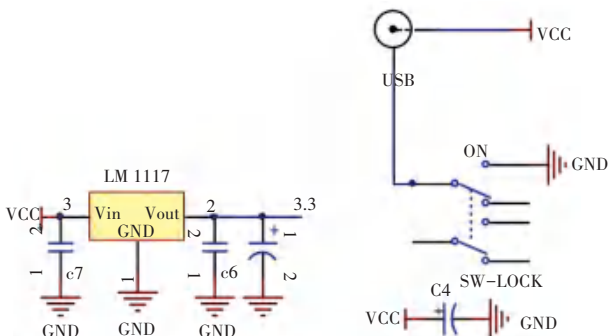 LM 1117
VCC
3
Vin
Vout
GND
2
3.3
2
1
c7
1
2
1
c6
1
2
GND
GND
GND
VCC
USB
ON
GND
SW-LOCK
C4
VCC
+
GND
+